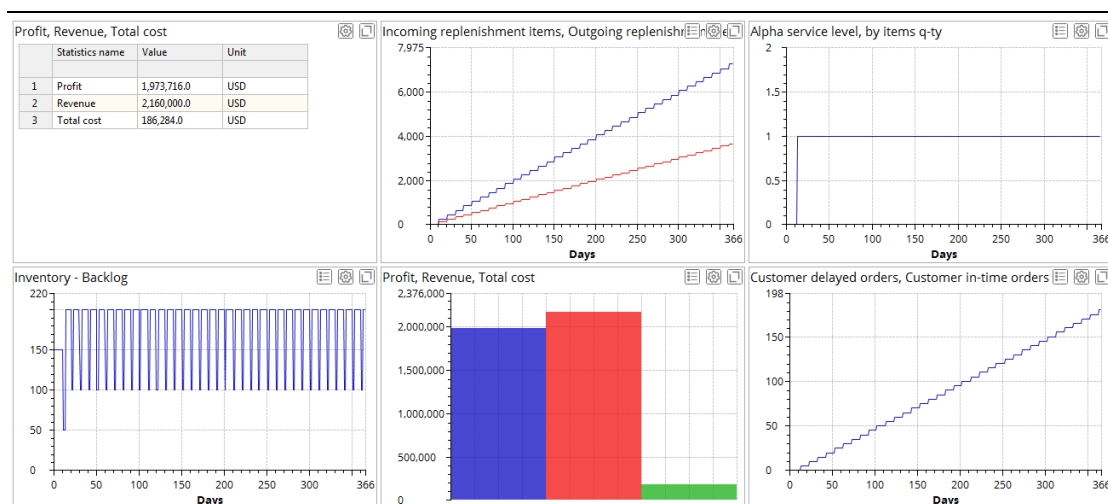 Profit, Revenue, Total cost
Statistics name Value Unit
1 Profit 1,973,716.0 USD
2 Revenue 2,160,000.0 USD
3 Total cost 186,284.0 USD
Incoming replenishment items, Outgoing
7,975
6,000
4,000
2,000
0
0 50 100 150 200 250 300 366
Days
Alpha service level, by items q-ty
2
1.5
1
0.5
0
0 50 100 150 200 250 300 366
Days
Inventory - Backlog
220
150
100
50
0
0 50 100 150 200 250 300 366
Days
Profit, Revenue, Total cost
2,376,000
2,000,000
1,500,000
1,000,000
500,000
0
Customer delayed orders, Customer in-time orders
198
150
100
50
0
0 50 100 150 200 250 300 366
Days